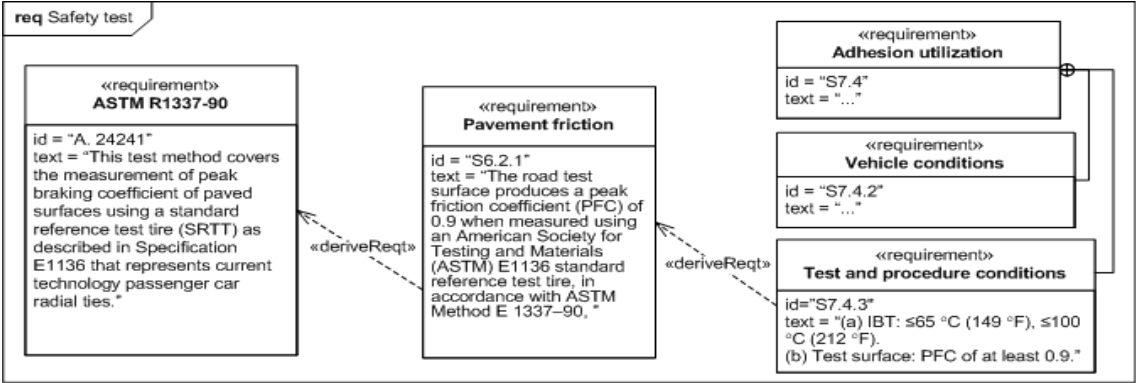 req Safety test
«requirement»
ASTM R1337-90
id = “A. 24241”
text = “This test method covers
the measurement of peak
braking coefficient of paved
surfaces using a standard
reference test tire (SRTT) as
described in Specification
E1136 that represents current
technology passenger car
radial ties.”
«deriveReqt»
«requirement»
Pavement friction
id = “S6.2.1”
text = “The road test
surface produces a peak
friction coefficient (PFC) of
0.9 when measured using
an American Society for
Testing and Materials
(ASTM) E1136 standard
reference test tire, in
accordance with ASTM
Method E 1337–90, ”
«deriveReqt»
«requirement»
Adhesion utilization
id = “S7.4”
text = “...”
«requirement»
Vehicle conditions
id = “S7.4.2”
text = “...”
«requirement»
Test and procedure conditions
id=”S7.4.3”
text = “(a) IBT: ≤65 °C (149 °F), ≤100
°C (212 °F).
(b) Test surface: PFC of at least 0.9.”